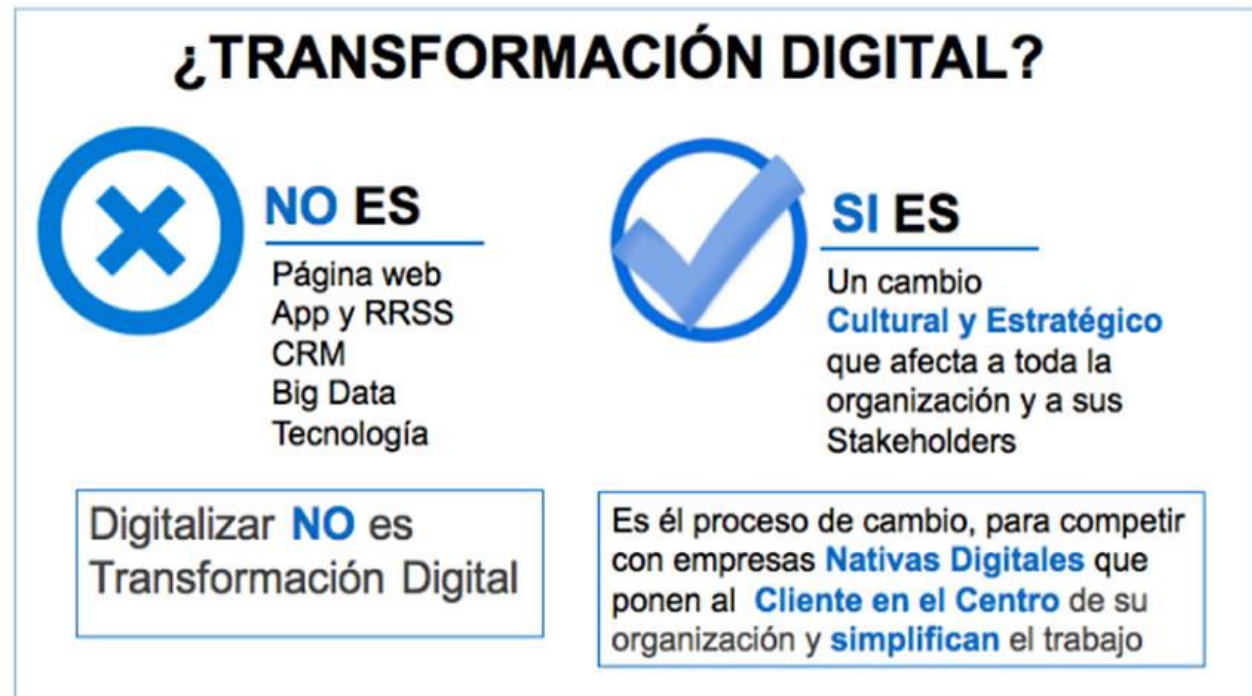 ¿TRANSFORMACIÓN DIGITAL?
NO ES
Página web
App y RRSS
CRM
Big Data
Tecnología
Digitalizar NO es
Transformación Digital
SI ES
Un cambio
Cultural y Estratégico
que afecta a toda la
organización y a sus
Stakeholders
Es él proceso de cambio, para competir
con empresas Nativas Digitales que
ponen al Cliente en el Centro de su
organización y simplifican el trabajo